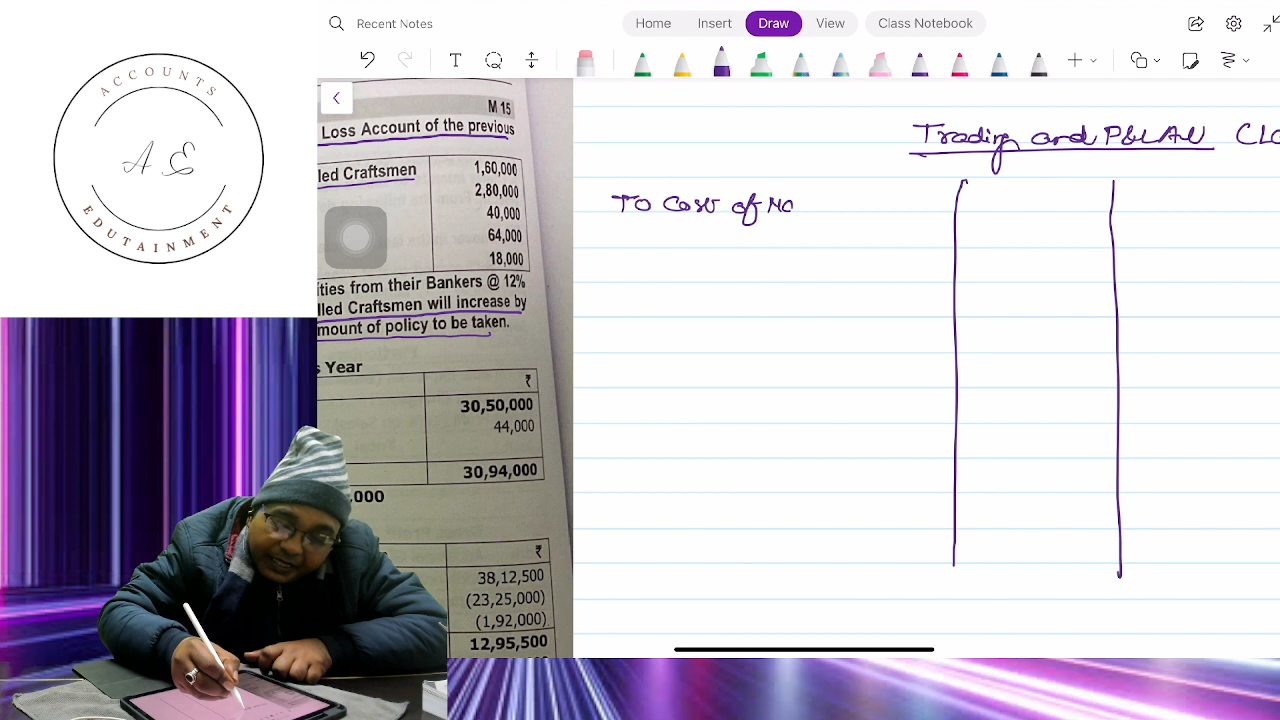 Recent Notes
Home Insert Draw View Class Notebook
ACCOUNTS
A E
EDUTAINMENT
M 15
Loss Account of the previous
led Craftsmen 1,60,000
2,80,000
40,000
64,000
18,000
ities from their Bankers @ 12%
lled Craftsmen will increase by
mount of policy to be taken.
s Year
₹
30,50,000
44,000
30,94,000
,000
₹
38,12,500
(23,25,000)
(1,92,000)
12,95,500
Trading and P&L A/c
To Cost of